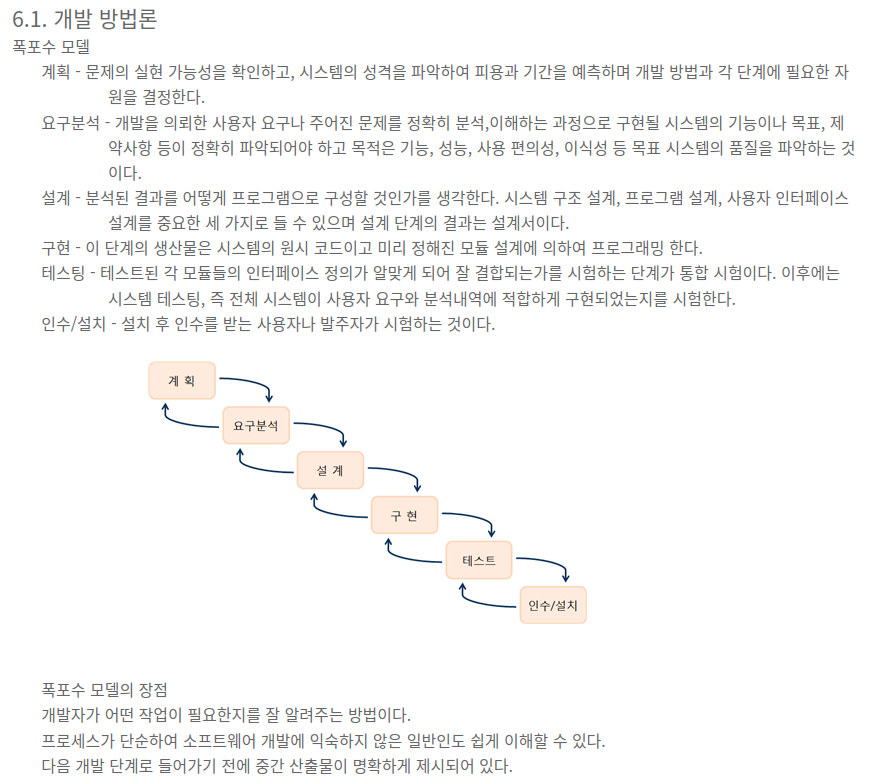 6.1. 개발 방법론
폭포수 모델
계획 - 문제의 실현 가능성을 확인하고, 시스템의 성격을 파악하여 피용과 기간을 예측하며 개발 방법과 각 단계에 필요한 자
원을 결정한다.
요구분석 - 개발을 의뢰한 사용자 요구나 주어진 문제를 정확히 분석,이해하는 과정으로 구현될 시스템의 기능이나 목표, 제
약사항 등이 정확히 파악되어야 하고 목적은 기능, 성능, 사용 편의성, 이식성 등 목표 시스템의 품질을 파악하는 것
이다.
설계 - 분석된 결과를 어떻게 프로그램으로 구성할 것인가를 생각한다. 시스템 구조 설계, 프로그램 설계, 사용자 인터페이스
설계를 중요한 세 가지로 들 수 있으며 설계 단계의 결과는 설계서이다.
구현 - 이 단계의 생산물은 시스템의 원시 코드이고 미리 정해진 모듈 설계에 의하여 프로그래밍 한다.
테스팅 - 테스트된 각 모듈들의 인터페이스 정의가 알맞게 되어 잘 결합되는가를 시험하는 단계가 통합 시험이다. 이후에는
시스템 테스팅, 즉 전체 시스템이 사용자 요구와 분석내역에 적합하게 구현되었는지를 시험한다.
인수/설치 - 설치 후 인수를 받는 사용자나 발주자가 시험하는 것이다.
계 획
요구분석
설 계
구 현
테스트
인수/설치
폭포수 모델의 장점
개발자가 어떤 작업이 필요한지를 잘 알려주는 방법이다.
프로세스가 단순하여 소프트웨어 개발에 익숙하지 않은 일반인도 쉽게 이해할 수 있다.
다음 개발 단계로 들어가기 전에 중간 산출물이 명확하게 제시되어 있다.